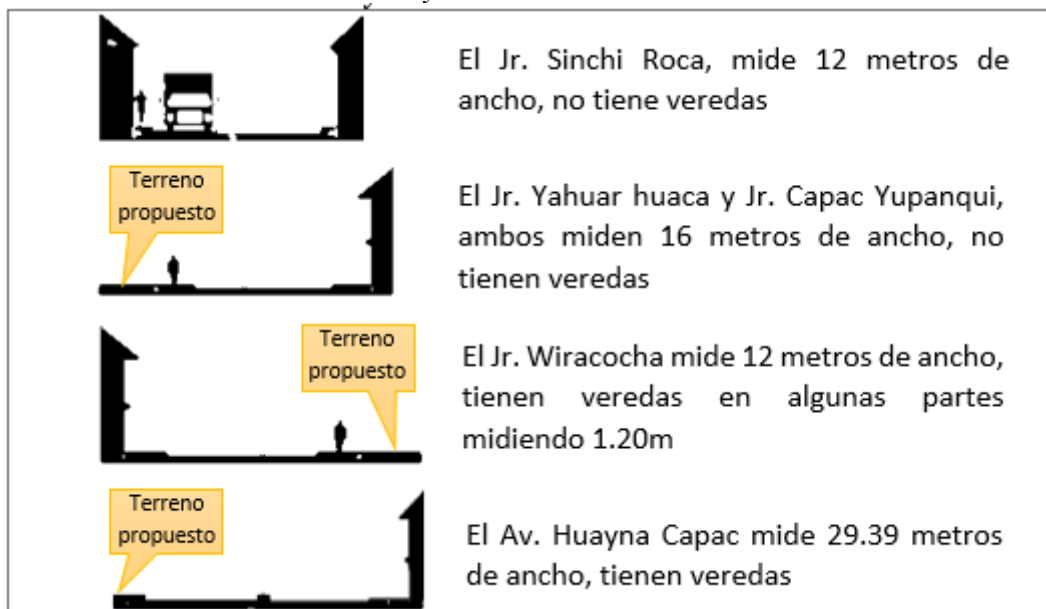 El Jr. Sinchi Roca, mide 12 metros de
ancho, no tiene veredas
Terreno
propuesto
El Jr. Yahuar huaca y Jr. Capac Yupanqui,
ambos miden 16 metros de ancho, no
tienen veredas
Terreno
propuesto
El Jr. Wiracocha mide 12 metros de ancho,
tienen veredas en algunas partes
midiendo 1.20m
Terreno
propuesto
El Av. Huayna Capac mide 29.39 metros
de ancho, tienen veredas